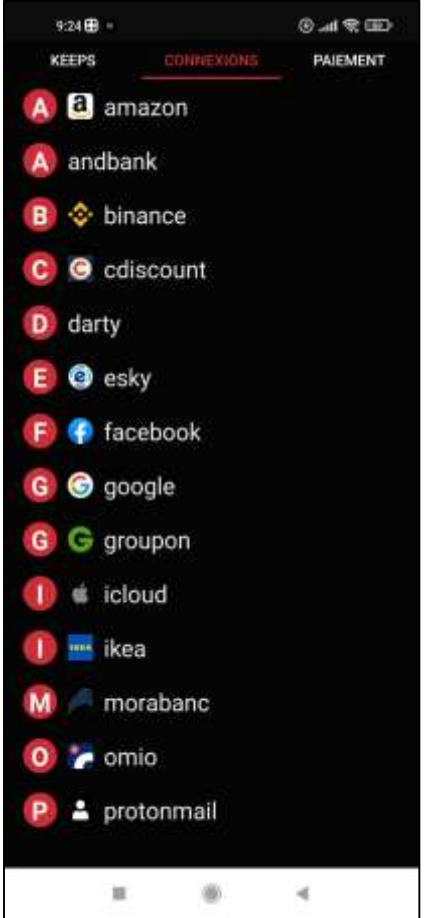 9:24
KEEPS CONNEXIONS PAIEMENT
A a amazon
A andbank
B binance
C C cdiscount
D darty
E e esky
F f facebook
G G google
G G groupon
I icloud
I IKEA ikea
M morabanc
O omio
P protonmail